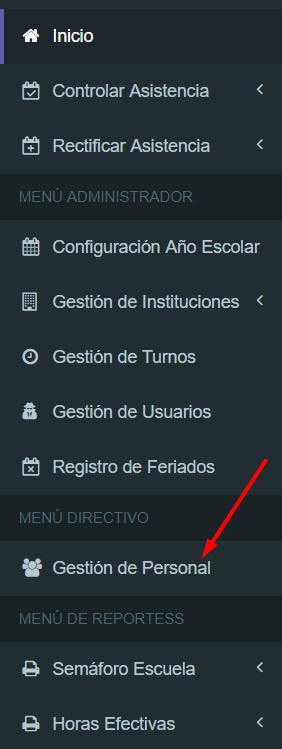 Inicio
Controlar Asistencia
Rectificar Asistencia
MENÚ ADMINISTRADOR
Configuración Año Escolar
Gestión de Instituciones
Gestión de Turnos
Gestión de Usuarios
Registro de Feriados
MENÚ DIRECTIVO
Gestión de Personal
MENÚ DE REPORTESS
Semáforo Escuela
Horas Efectivas